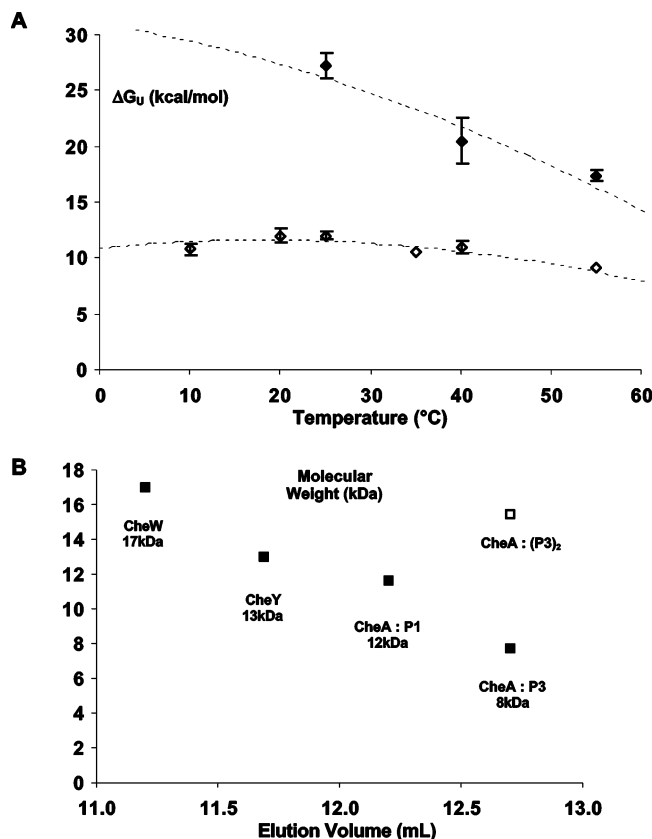 A
30
25
20
15
10
5
0
ΔGU (kcal/mol)
0 10 20 30 40 50 60
Temperature (°C)
B
18
16
14
12
10
8
6
4
2
0
Molecular
Weight (kDa)
CheW
17kDa
CheY
13kDa
CheA : P1
12kDa
CheA : (P3)₂
CheA : P3
8kDa
11.0 11.5 12.0 12.5 13.0
Elution Volume (mL)